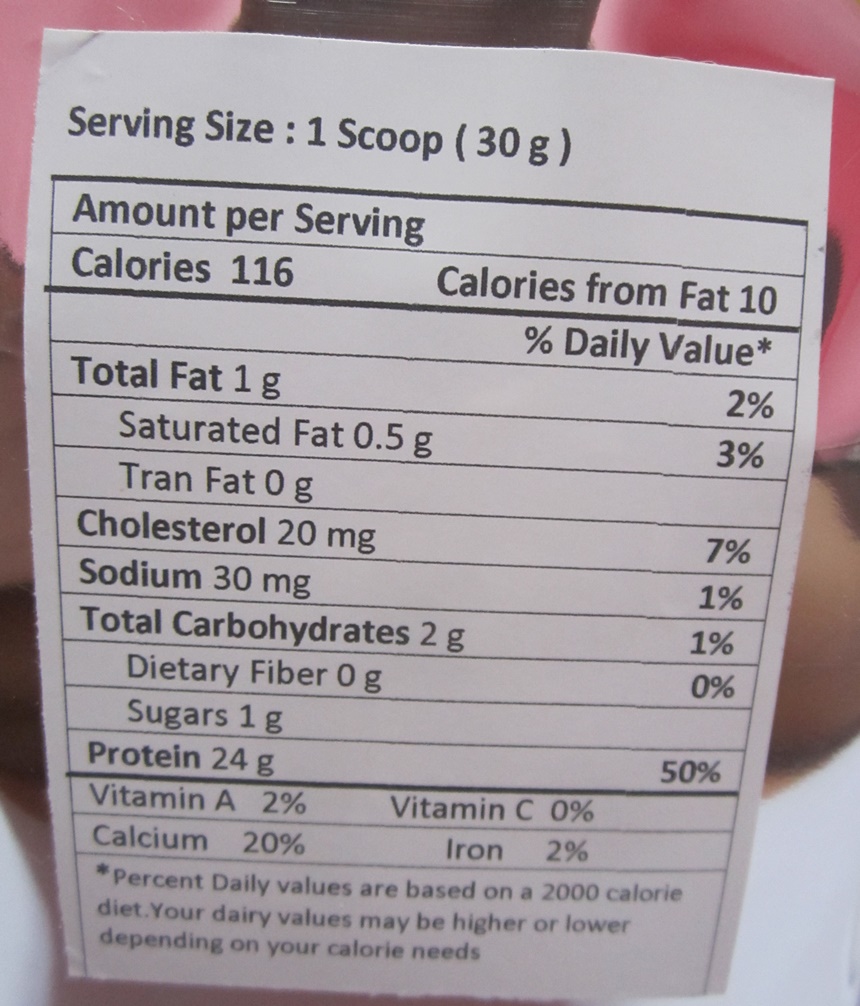 Serving Size : 1 Scoop ( 30 g )
Amount per Serving
Calories 116 Calories from Fat 10
% Daily Value*
Total Fat 1 g 2%
Saturated Fat 0.5 g 3%
Tran Fat 0 g
Cholesterol 20 mg 7%
Sodium 30 mg 1%
Total Carbohydrates 2 g 1%
Dietary Fiber 0 g 0%
Sugars 1 g
Protein 24 g 50%
Vitamin A 2% Vitamin C 0%
Calcium 20% Iron 2%
*Percent Daily values are based on a 2000 calorie
diet.Your dairy values may be higher or lower
depending on your calorie needs